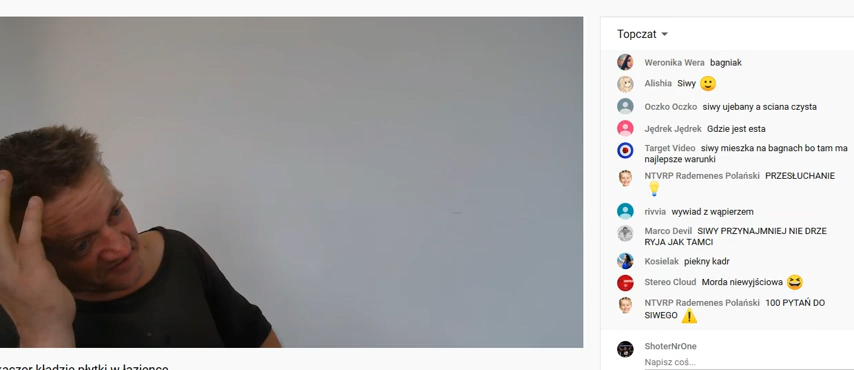 Topczat
Weronika Wera bagniak
Alishia Siwy
Oczko Oczko siwy ujebany a sciana czysta
Jędrek Jędrek Gdzie jest esta
Target Video siwy mieszka na bagnach bo tam ma
najlepsze warunki
NTVRP Rademenes Polański PRZESŁUCHANIE
rivvia wywiad z wąpierzem
Marco Devil SIWY PRZYNAJMNIEJ NIE DRZE
RYJA JAK TAMCI
Kosielak piekny kadr
Stereo Cloud Morda niewyjściowa
NTVRP Rademenes Polański 100 PYTAŃ DO
SIWEGO
ShoterNrOne
Napisz coś...
kładzie płytki w łazience